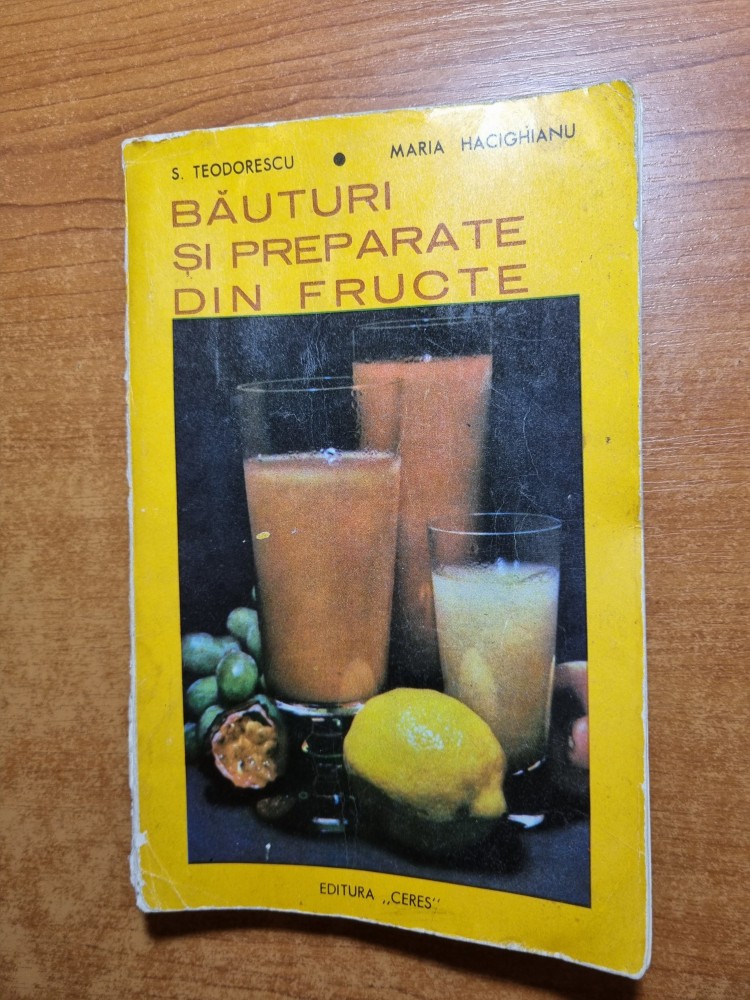 S. TEODORESCU ● MARIA HACIGHIANU
BĂUTURI
ȘI PREPARATE
DIN FRUCTE
EDITURA ,,CERES''